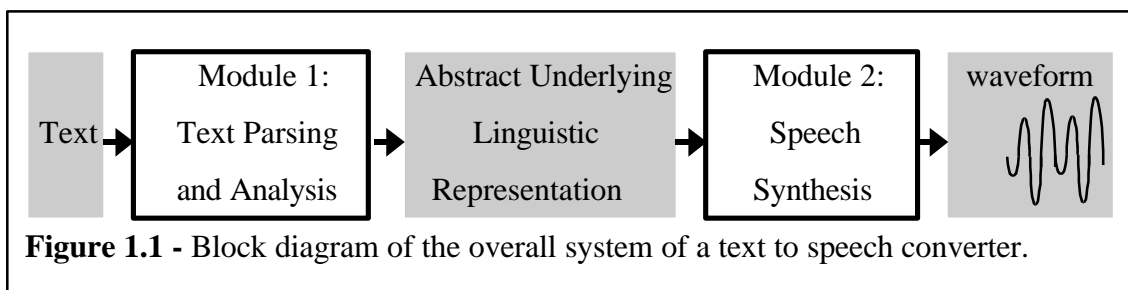 Text
Module 1:
Text Parsing
and Analysis
Abstract Underlying
Linguistic
Representation
Module 2:
Speech
Synthesis
waveform
Figure 1.1 - Block diagram of the overall system of a text to speech converter.